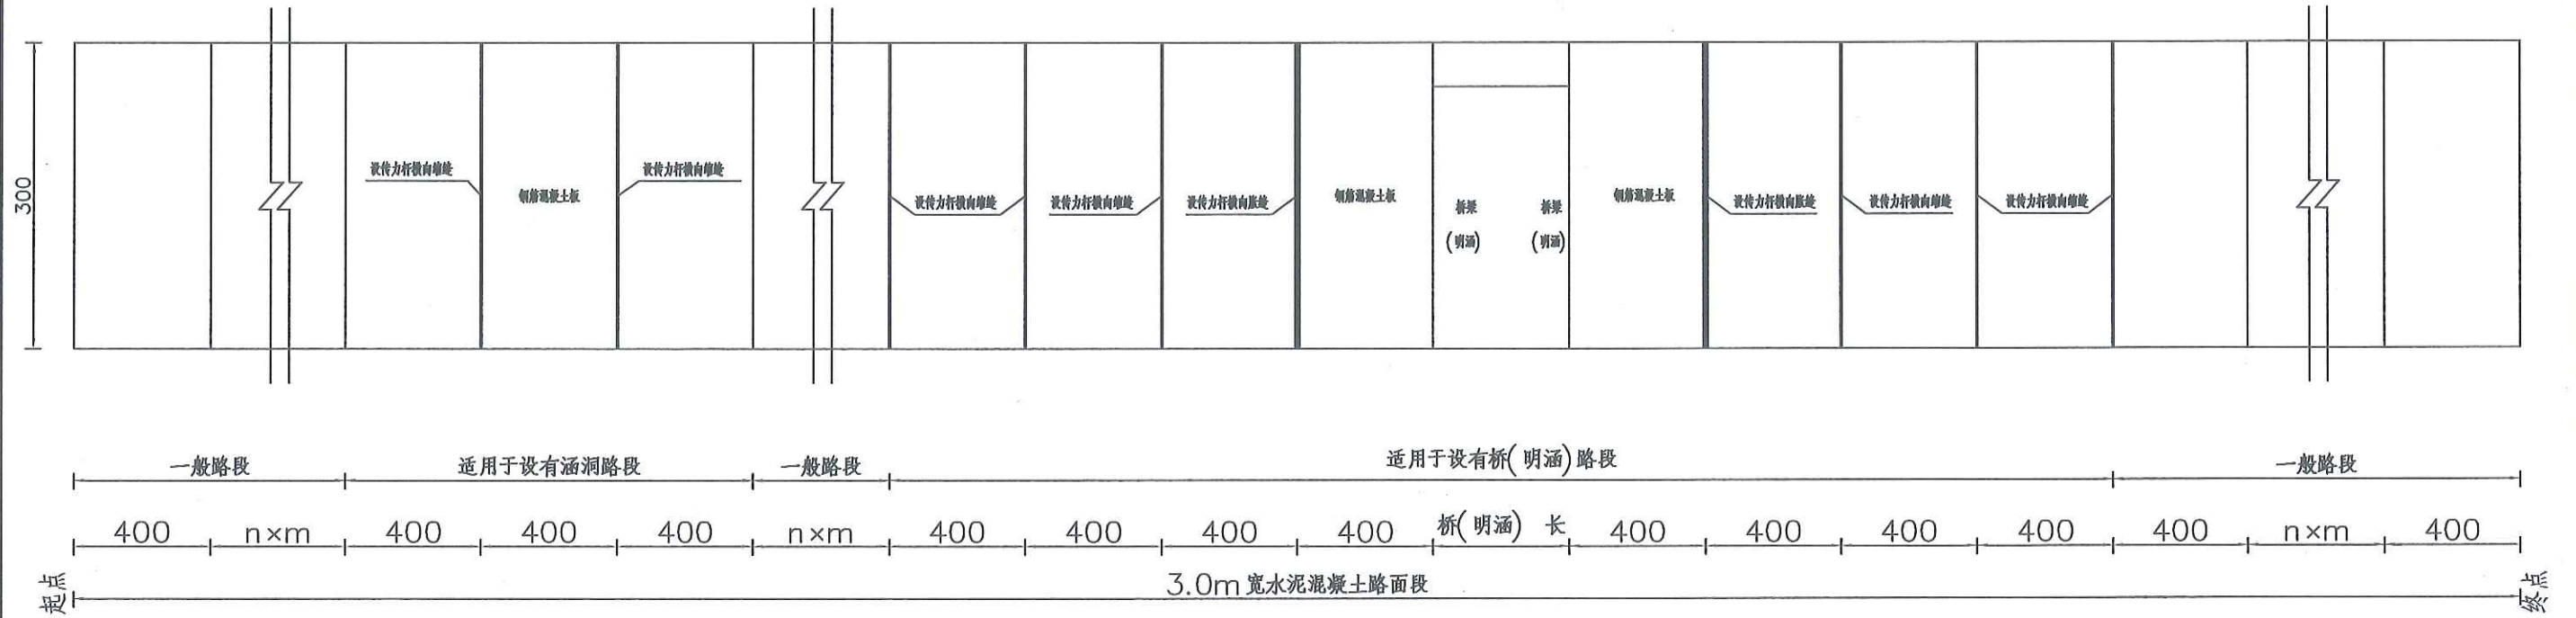 300
设传力杆横向缩缝
钢筋混凝土板
设传力杆横向缩缝
设传力杆横向缩缝
设传力杆横向缩缝
设传力杆横向胀缝
钢筋混凝土板
桥梁
(明涵)
桥梁
(明涵)
钢筋混凝土板
设传力杆横向胀缝
设传力杆横向缩缝
设传力杆横向缩缝
一般路段 适用于设有涵洞路段 一般路段 适用于设有桥(明涵)路段 一般路段
400 n×m 400 400 400 n×m 400 400 400 400 桥(明涵) 长 400 400 400 400 400 n×m 400
起点 3.0m宽水泥混凝土路面段 终点